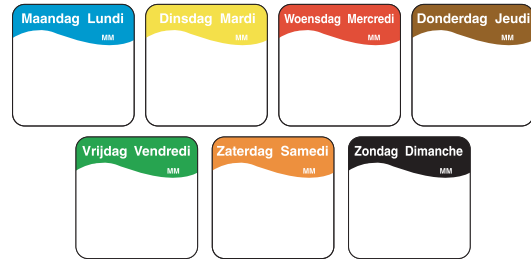 Maandag Lundi
MM
Dinsdag Mardi
MM
Woensdag Mercredi
MM
Donderdag Jeudi
MM
Vrijdag Vendredi
MM
Zaterdag Samedi
MM
Zondag Dimanche
MM